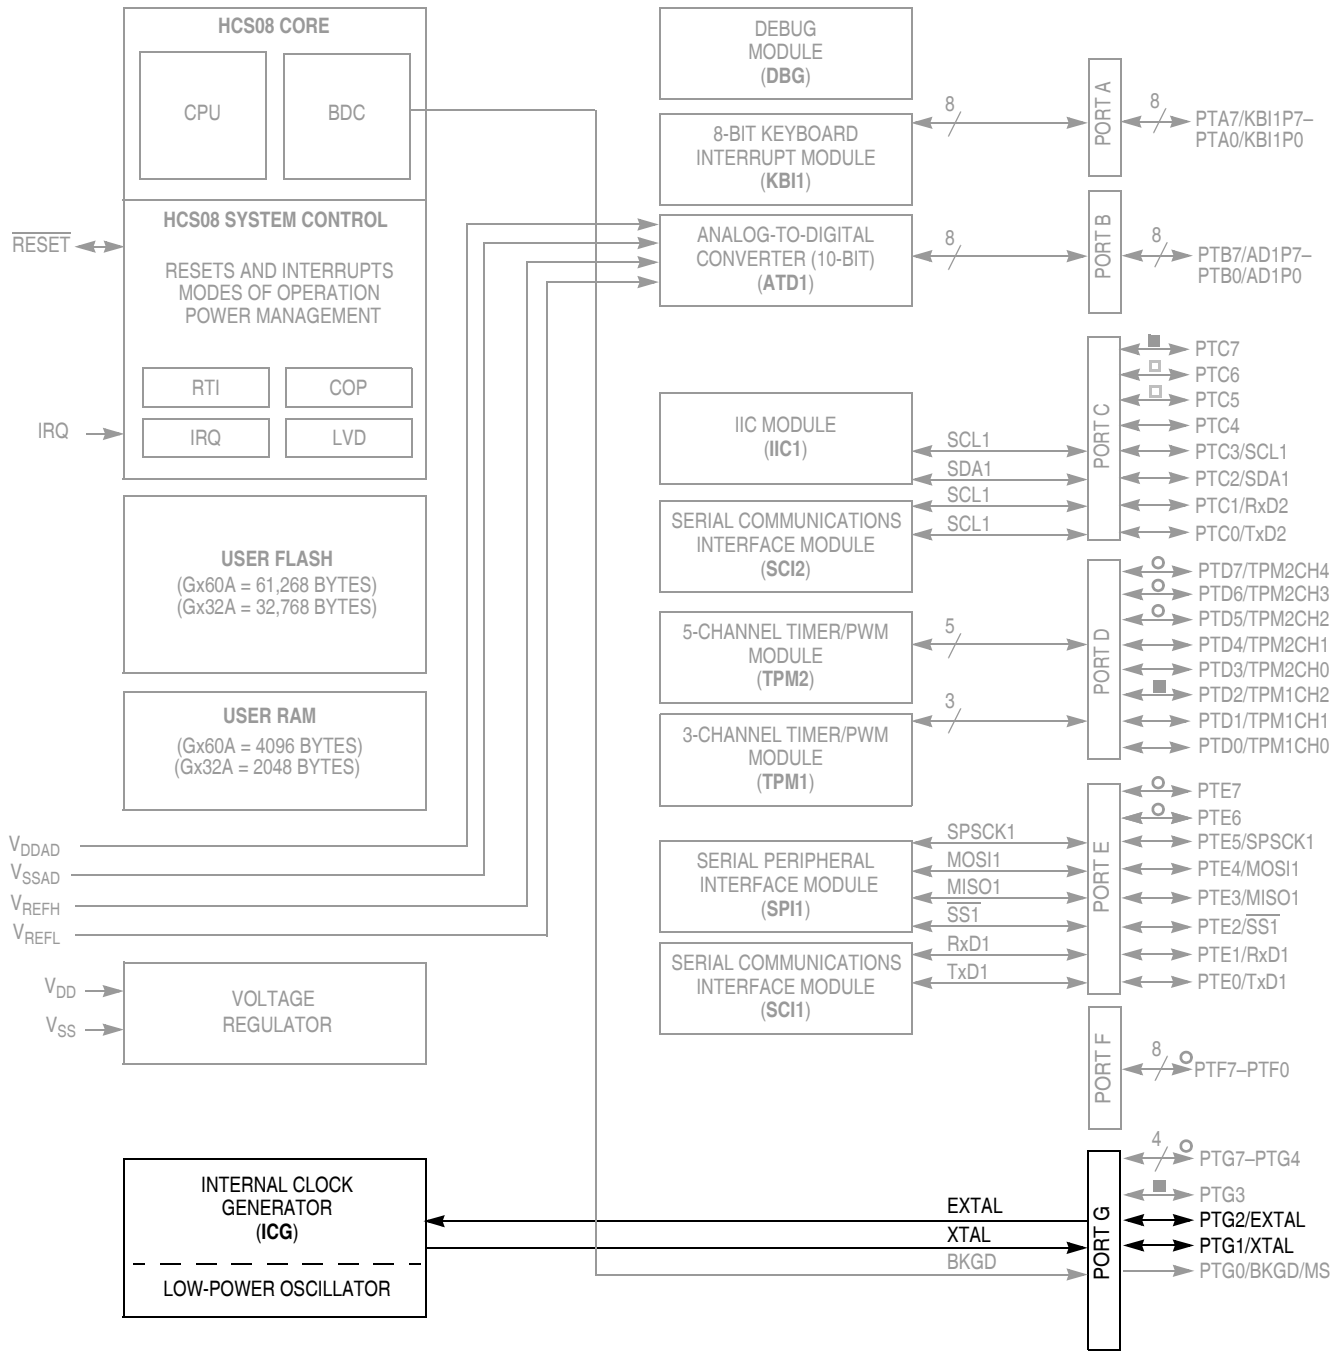 HCS08 CORE
CPU
BDC
HCS08 SYSTEM CONTROL
RESETS AND INTERRUPTS
MODES OF OPERATION
POWER MANAGEMENT
RTI
COP
IRQ
LVD
RESET
IRQ
USER FLASH
(Gx60A = 61,268 BYTES)
(Gx32A = 32,768 BYTES)
USER RAM
(Gx60A = 4096 BYTES)
(Gx32A = 2048 BYTES)
VDDAD
VSSAD
VREFH
VREFL
VDD
VSS
VOLTAGE
REGULATOR
INTERNAL CLOCK
GENERATOR
(ICG)
LOW-POWER OSCILLATOR
DEBUG
MODULE
(DBG)
8-BIT KEYBOARD
INTERRUPT MODULE
(KBI1)
ANALOG-TO-DIGITAL
CONVERTER (10-BIT)
(ATD1)
IIC MODULE
(IIC1)
SERIAL COMMUNICATIONS
INTERFACE MODULE
(SCI2)
5-CHANNEL TIMER/PWM
MODULE
(TPM2)
3-CHANNEL TIMER/PWM
MODULE
(TPM1)
SERIAL PERIPHERAL
INTERFACE MODULE
(SPI1)
SERIAL COMMUNICATIONS
INTERFACE MODULE
(SCI1)
8
8
SCL1
SDA1
SCL1
SCL1
5
3
SPSCK1
MOSI1
MISO1
SS1
RxD1
TxD1
EXTAL
XTAL
BKGD
PORT A
8
PTA7/KBI1P7–
PTA0/KBI1P0
PORT B
8
PTB7/AD1P7–
PTB0/AD1P0
PORT C
PTC7
PTC6
PTC5
PTC4
PTC3/SCL1
PTC2/SDA1
PTC1/RxD2
PTC0/TxD2
PORT D
PTD7/TPM2CH4
PTD6/TPM2CH3
PTD5/TPM2CH2
PTD4/TPM2CH1
PTD3/TPM2CH0
PTD2/TPM1CH2
PTD1/TPM1CH1
PTD0/TPM1CH0
PORT E
PTE7
PTE6
PTE5/SPSCK1
PTE4/MOSI1
PTE3/MISO1
PTE2/SS1
PTE1/RxD1
PTE0/TxD1
PORT F
8
PTF7–PTF0
PORT G
4
PTG7–PTG4
PTG3
PTG2/EXTAL
PTG1/XTAL
PTG0/BKGD/MS